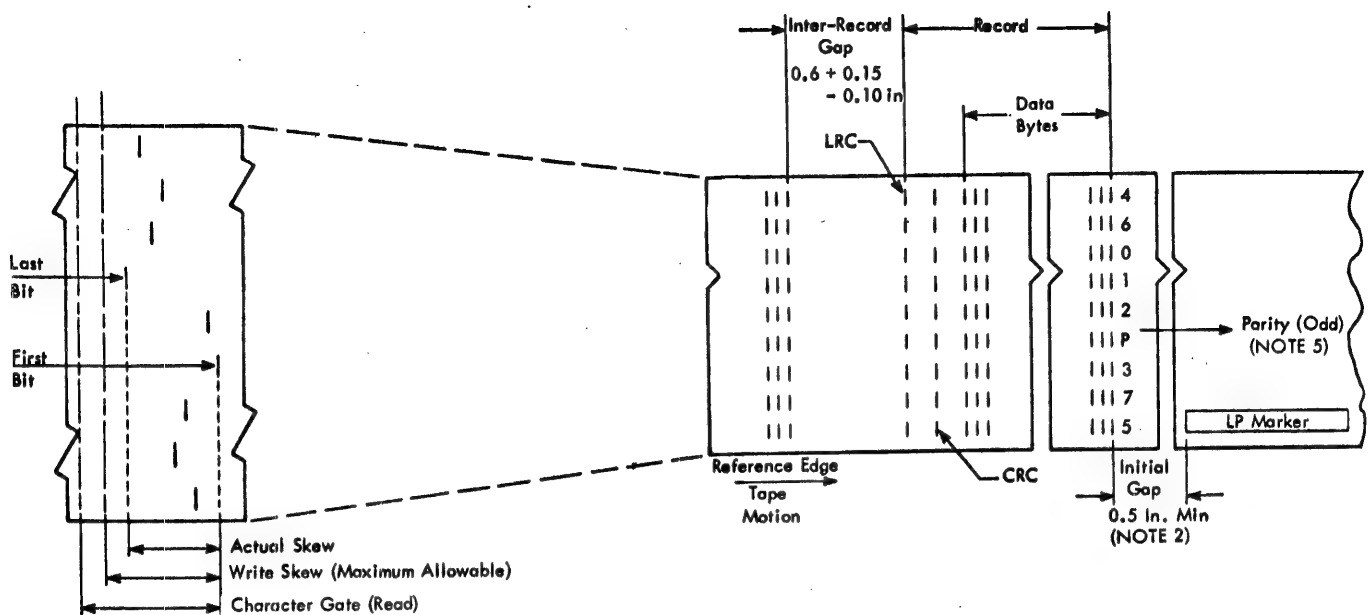 Inter-Record
Gap
0.6 + 0.15
- 0.10 in
Record
Data
Bytes
LRC
4
6
0
1
2
P
3
7
5
Last
Bit
First
Bit
Parity (Odd)
(NOTE 5)
LP Marker
Reference Edge
Tape
Motion
CRC
Initial
Gap
0.5 In. Min
(NOTE 2)
Actual Skew
Write Skew (Maximum Allowable)
Character Gate (Read)